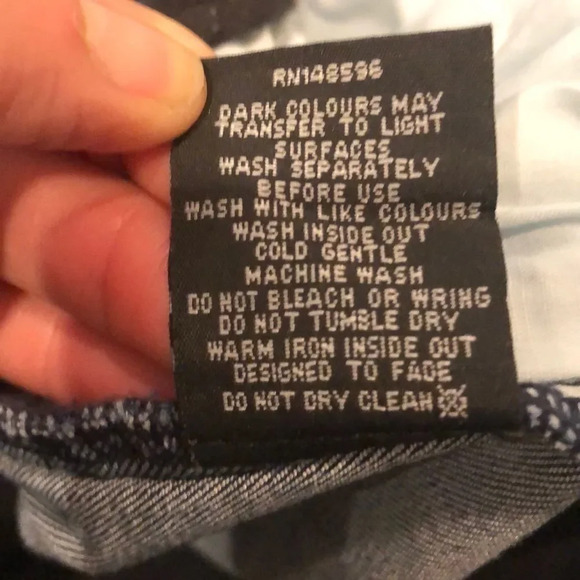 RN148596
DARK COLOURS MAY
TRANSFER TO LIGHT
SURFACES
WASH SEPARATELY
BEFORE USE
WASH WITH LIKE COLOURS
WASH INSIDE OUT
COLD GENTLE
MACHINE WASH
DO NOT BLEACH OR WRING
DO NOT TUMBLE DRY
WARM IRON INSIDE OUT
DESIGNED TO FADE
DO NOT DRY CLEAN